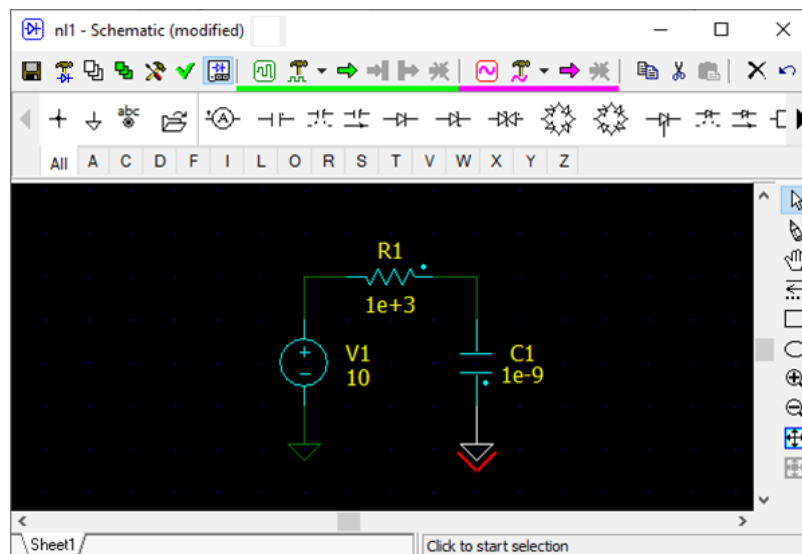 nl1 - Schematic (modified)
abc
A
All A C D F I L O R S T V W X Y Z
R1
1e+3
V1
10
C1
1e-9
Sheet1
Click to start selection